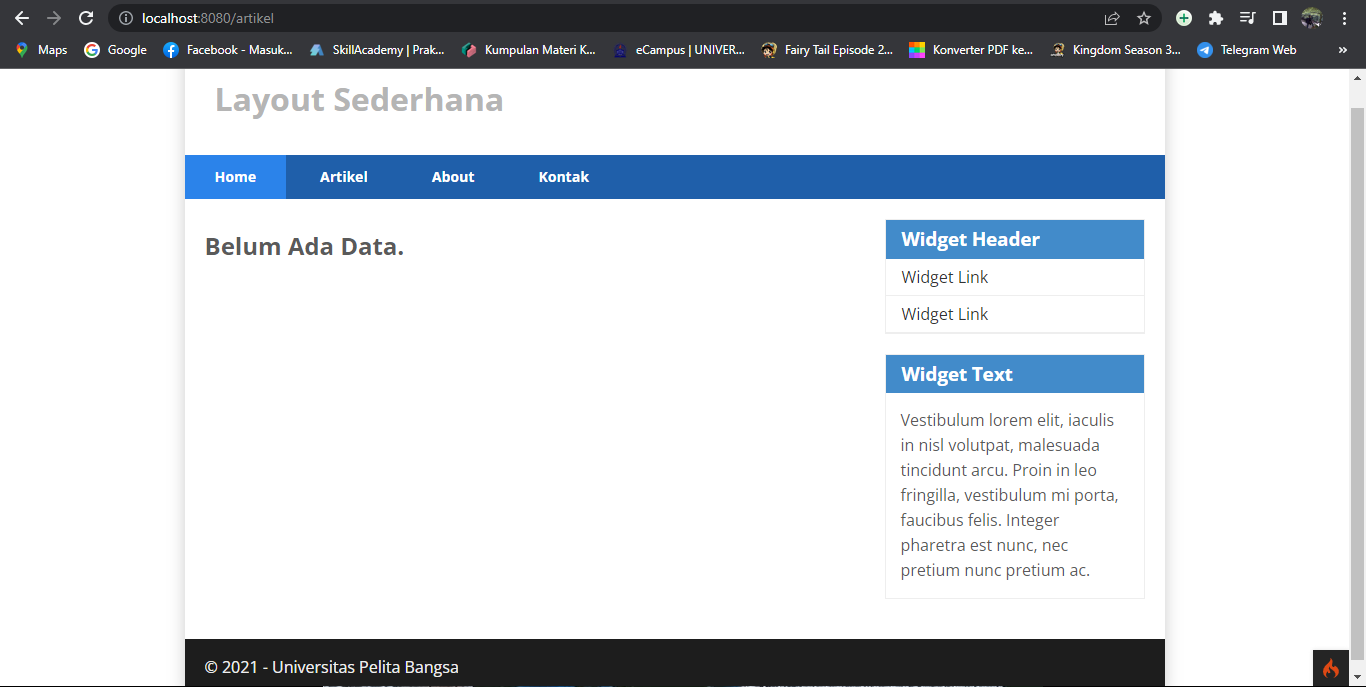 localhost:8080/artikel
Maps
Google
Facebook - Masuk...
SkillAcademy | Prak...
Kumpulan Materi K...
eCampus | UNIVER...
Fairy Tail Episode 2...
Konverter PDF ke...
Kingdom Season 3...
Telegram Web
»
Layout Sederhana
Home
Artikel
About
Kontak
Belum Ada Data.
Widget Header
Widget Link
Widget Link
Widget Text
Vestibulum lorem elit, iaculis
in nisl volutpat, malesuada
tincidunt arcu. Proin in leo
fringilla, vestibulum mi porta,
faucibus felis. Integer
pharetra est nunc, nec
pretium nunc pretium ac.
© 2021 - Universitas Pelita Bangsa